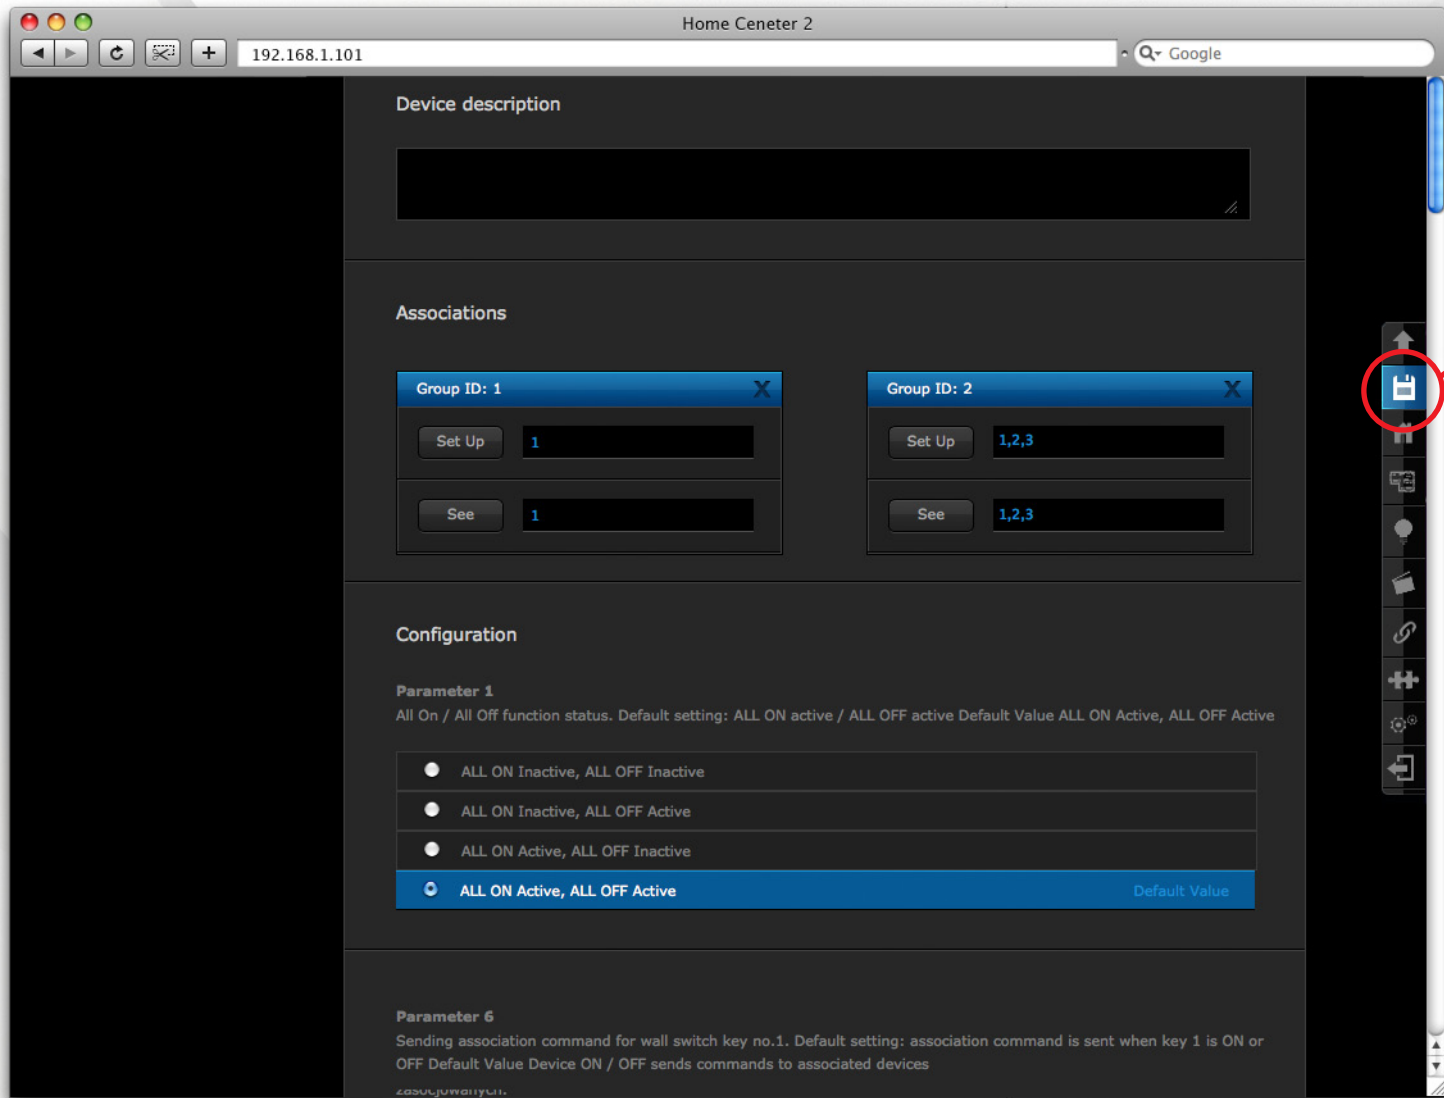 Home Ceneter 2
192.168.1.101
Google
Device description
Associations
Group ID: 1 X
Group ID: 2 X
Set Up 1
Set Up 1,2,3
See 1
See 1,2,3
Configuration
Parameter 1
All On / All Off function status. Default setting: ALL ON active / ALL OFF active Default Value ALL ON Active, ALL OFF Active
ALL ON Inactive, ALL OFF Inactive
ALL ON Inactive, ALL OFF Active
ALL ON Active, ALL OFF Inactive
ALL ON Active, ALL OFF Active Default Value
Parameter 6
Sending association command for wall switch key no.1. Default setting: association command is sent when key 1 is ON or
OFF Default Value Device ON / OFF sends commands to associated devices
zasocjowanych.